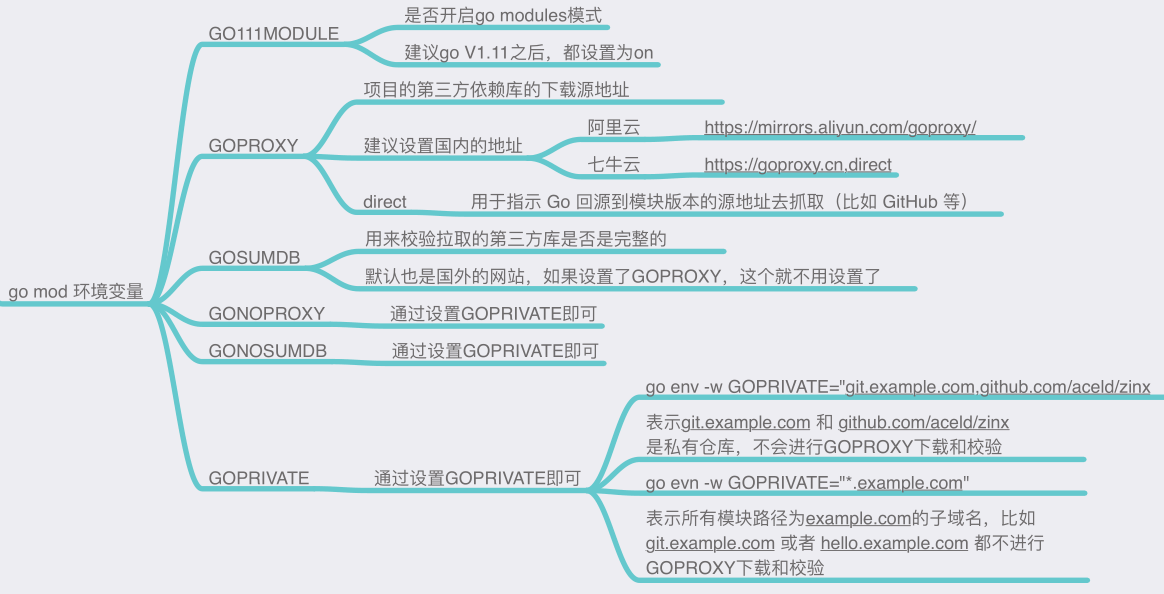 go mod 环境变量
GO111MODULE
是否开启go modules模式
建议go V1.11之后，都设置为on
GOPROXY
项目的第三方依赖库的下载源地址
建议设置国内的地址
阿里云
https://mirrors.aliyun.com/goproxy/
七牛云
https://goproxy.cn,direct
direct
用于指示 Go 回源到模块版本的源地址去抓取（比如 GitHub 等）
GOSUMDB
用来校验拉取的第三方库是否是完整的
默认也是国外的网站，如果设置了GOPROXY，这个就不用设置了
GONOPROXY
通过设置GOPRIVATE即可
GONOSUMDB
通过设置GOPRIVATE即可
GOPRIVATE
通过设置GOPRIVATE即可
go env -w GOPRIVATE="git.example.com,github.com/aceld/zinx
表示git.example.com 和 github.com/aceld/zinx
是私有仓库，不会进行GOPROXY下载和校验
go evn -w GOPRIVATE="*.example.com"
表示所有模块路径为example.com的子域名，比如
git.example.com 或者 hello.example.com 都不进行
GOPROXY下载和校验